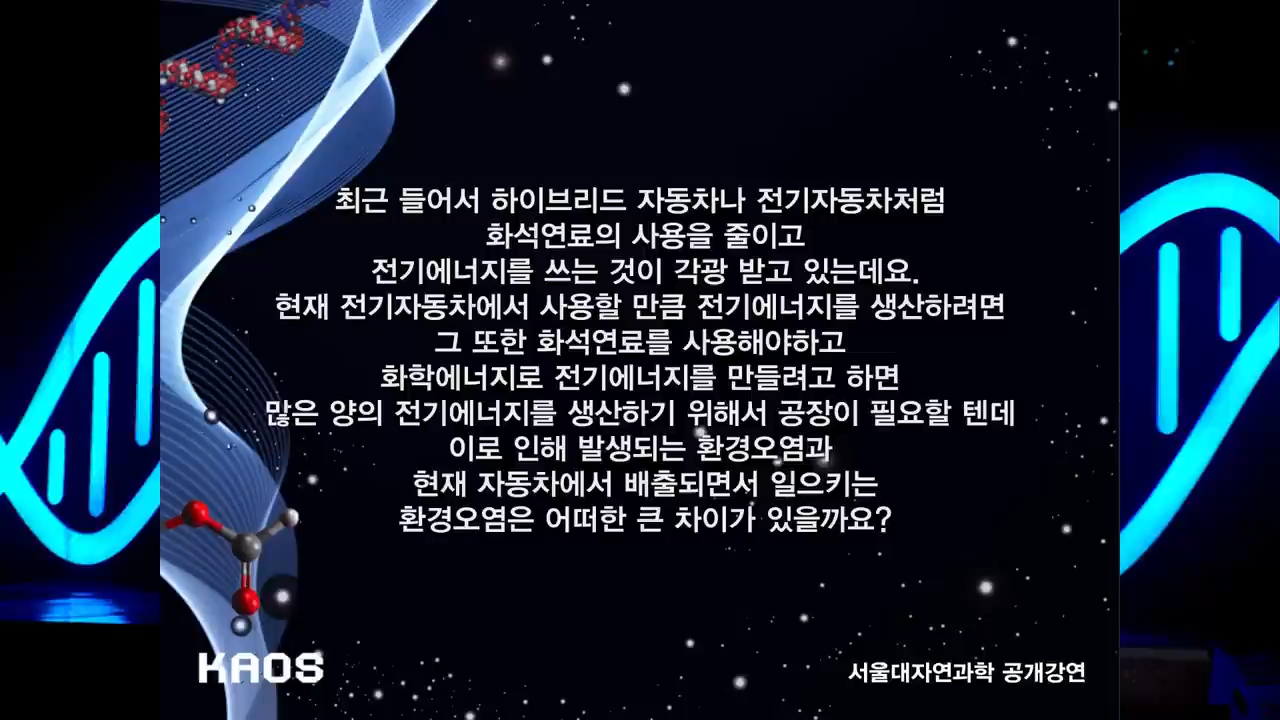 최근 들어서 하이브리드 자동차나 전기자동차처럼
화석연료의 사용을 줄이고
전기에너지를 쓰는 것이 각광 받고 있는데요.
현재 전기자동차에서 사용할 만큼 전기에너지를 생산하려면
그 또한 화석연료를 사용해야하고
화학에너지로 전기에너지를 만들려고 하면
많은 양의 전기에너지를 생산하기 위해서 공장이 필요할 텐데
이로 인해 발생되는 환경오염과
현재 자동차에서 배출되면서 일으키는
환경오염은 어떠한 큰 차이가 있을까요?
KAOS
서울대자연과학 공개강연